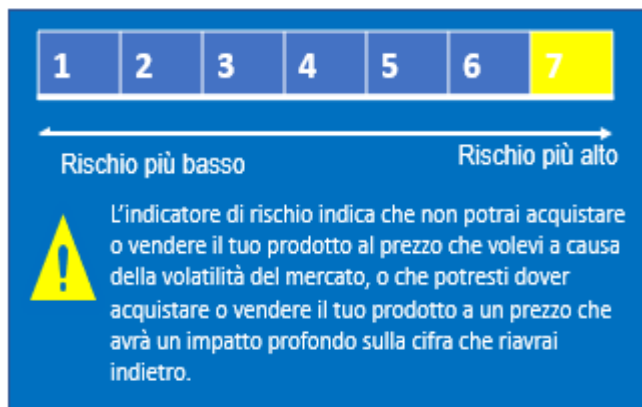 1 2 3 4 5 6 7
Rischio più basso Rischio più alto
L'indicatore di rischio indica che non potrai acquistare
o vendere il tuo prodotto al prezzo che volevi a causa
della volatilità del mercato, o che potresti dover
acquistare o vendere il tuo prodotto a un prezzo che
avrà un impatto profondo sulla cifra che riavrai
indietro.